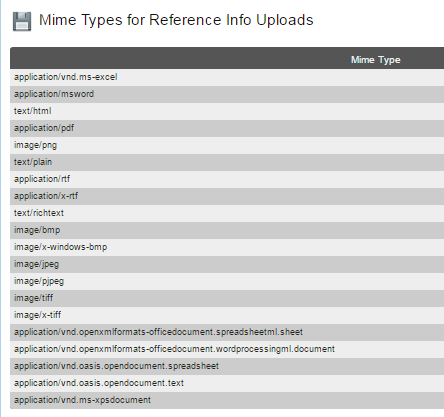 Mime Types for Reference Info Uploads
Mime Type
application/vnd.ms-excel
application/msword
text/html
application/pdf
image/png
text/plain
application/rtf
application/x-rtf
text/richtext
image/bmp
image/x-windows-bmp
image/jpeg
image/pjpeg
image/tiff
image/x-tiff
application/vnd.openxmlformats-officedocument.spreadsheetml.sheet
application/vnd.openxmlformats-officedocument.wordprocessingml.document
application/vnd.oasis.opendocument.spreadsheet
application/vnd.oasis.opendocument.text
application/vnd.ms-xpsdocument